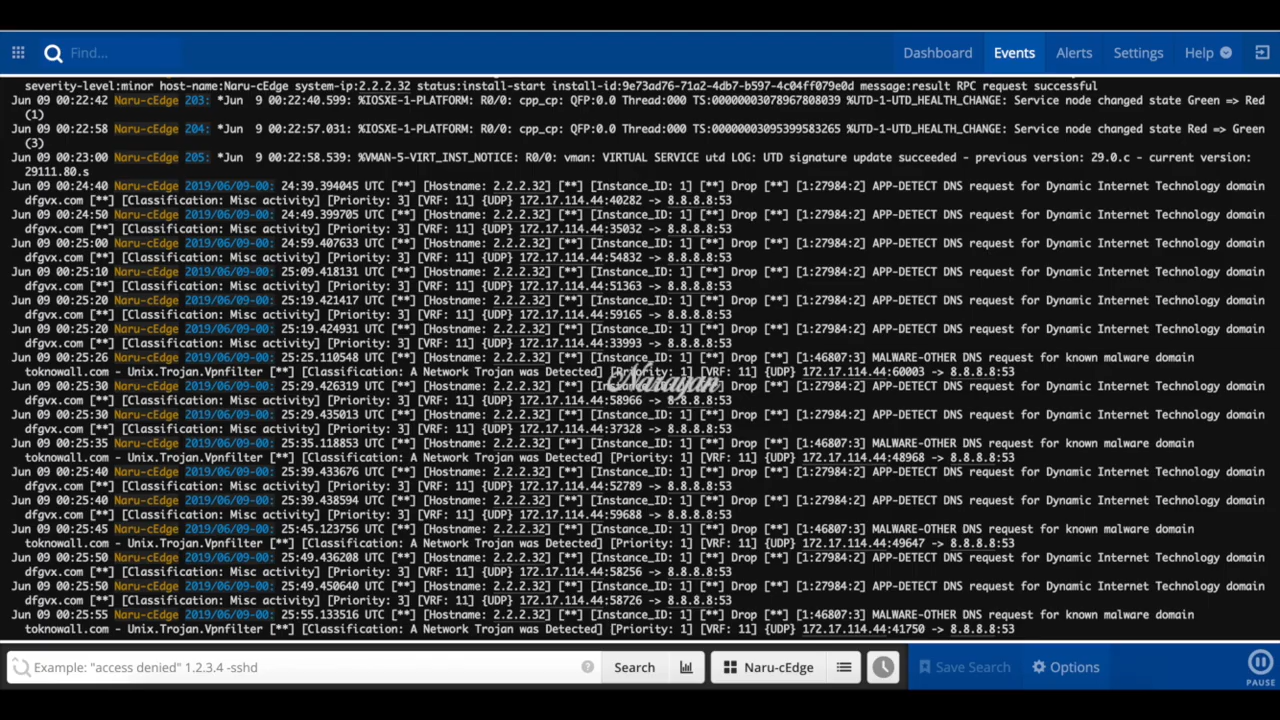 Find...
Dashboard Events Alerts Settings Help
severity-level:minor host-name:Naru-cEdge system-ip:2.2.2.32 status:install-start install-id:9e73ad76-71a2-4db7-b597-4c04ff079e0d message:result RPC request successful
Jun 09 00:22:42 Naru-cEdge 203: *Jun 9 00:22:40.599: %IOSXE-1-PLATFORM: R0/0: cpp_cp: QFP:0.0 Thread:000 TS:00000003078967808039 %UTD-1-UTD_HEALTH_CHANGE: Service node changed state Green => Red
(1)
Jun 09 00:22:58 Naru-cEdge 204: *Jun 9 00:22:57.031: %IOSXE-1-PLATFORM: R0/0: cpp_cp: QFP:0.0 Thread:000 TS:00000003095399583265 %UTD-1-UTD_HEALTH_CHANGE: Service node changed state Red => Green
(3)
Jun 09 00:23:00 Naru-cEdge 205: *Jun 9 00:22:58.539: %VMAN-5-VIRT_INST_NOTICE: R0/0: vman: VIRTUAL SERVICE utd LOG: UTD signature update succeeded - previous version: 29.0.c - current version:
29111.80.s
Jun 09 00:24:40 Naru-cEdge 2019/06/09-00: 24:39.394045 UTC [**] [Hostname: 2.2.2.32] [**] [Instance_ID: 1] [**] Drop [**] [1:27984:2] APP-DETECT DNS request for Dynamic Internet Technology domain
dfgvx.com [**] [Classification: Misc activity] [Priority: 3] [VRF: 11] {UDP} 172.17.114.44:40282 -> 8.8.8.8:53
Jun 09 00:24:50 Naru-cEdge 2019/06/09-00: 24:49.399705 UTC [**] [Hostname: 2.2.2.32] [**] [Instance_ID: 1] [**] Drop [**] [1:27984:2] APP-DETECT DNS request for Dynamic Internet Technology domain
dfgvx.com [**] [Classification: Misc activity] [Priority: 3] [VRF: 11] {UDP} 172.17.114.44:35032 -> 8.8.8.8:53
Jun 09 00:25:00 Naru-cEdge 2019/06/09-00: 24:59.407633 UTC [**] [Hostname: 2.2.2.32] [**] [Instance_ID: 1] [**] Drop [**] [1:27984:2] APP-DETECT DNS request for Dynamic Internet Technology domain
dfgvx.com [**] [Classification: Misc activity] [Priority: 3] [VRF: 11] {UDP} 172.17.114.44:54832 -> 8.8.8.8:53
Jun 09 00:25:10 Naru-cEdge 2019/06/09-00: 25:09.418131 UTC [**] [Hostname: 2.2.2.32] [**] [Instance_ID: 1] [**] Drop [**] [1:27984:2] APP-DETECT DNS request for Dynamic Internet Technology domain
dfgvx.com [**] [Classification: Misc activity] [Priority: 3] [VRF: 11] {UDP} 172.17.114.44:51363 -> 8.8.8.8:53
Jun 09 00:25:20 Naru-cEdge 2019/06/09-00: 25:19.421417 UTC [**] [Hostname: 2.2.2.32] [**] [Instance_ID: 1] [**] Drop [**] [1:27984:2] APP-DETECT DNS request for Dynamic Internet Technology domain
dfgvx.com [**] [Classification: Misc activity] [Priority: 3] [VRF: 11] {UDP} 172.17.114.44:59165 -> 8.8.8.8:53
Jun 09 00:25:20 Naru-cEdge 2019/06/09-00: 25:19.424931 UTC [**] [Hostname: 2.2.2.32] [**] [Instance_ID: 1] [**] Drop [**] [1:27984:2] APP-DETECT DNS request for Dynamic Internet Technology domain
dfgvx.com [**] [Classification: Misc activity] [Priority: 3] [VRF: 11] {UDP} 172.17.114.44:33993 -> 8.8.8.8:53
Jun 09 00:25:26 Naru-cEdge 2019/06/09-00: 25:25.110548 UTC [**] [Hostname: 2.2.2.32] [**] [Instance_ID: 1] [**] Drop [**] [1:46807:3] MALWARE-OTHER DNS request for known malware domain
toknowall.com - Unix.Trojan.Vpnfilter [**] [Classification: A Network Trojan was Detected] [Priority: 1] [VRF: 11] {UDP} 172.17.114.44:60003 -> 8.8.8.8:53
Narayan
Jun 09 00:25:30 Naru-cEdge 2019/06/09-00: 25:29.426319 UTC [**] [Hostname: 2.2.2.32] [**] [Instance_ID: 1] [**] Drop [**] [1:27984:2] APP-DETECT DNS request for Dynamic Internet Technology domain
dfgvx.com [**] [Classification: Misc activity] [Priority: 3] [VRF: 11] {UDP} 172.17.114.44:58966 -> 8.8.8.8:53
Jun 09 00:25:30 Naru-cEdge 2019/06/09-00: 25:29.435013 UTC [**] [Hostname: 2.2.2.32] [**] [Instance_ID: 1] [**] Drop [**] [1:27984:2] APP-DETECT DNS request for Dynamic Internet Technology domain
dfgvx.com [**] [Classification: Misc activity] [Priority: 3] [VRF: 11] {UDP} 172.17.114.44:37328 -> 8.8.8.8:53
Jun 09 00:25:35 Naru-cEdge 2019/06/09-00: 25:35.118853 UTC [**] [Hostname: 2.2.2.32] [**] [Instance_ID: 1] [**] Drop [**] [1:46807:3] MALWARE-OTHER DNS request for known malware domain
toknowall.com - Unix.Trojan.Vpnfilter [**] [Classification: A Network Trojan was Detected] [Priority: 1] [VRF: 11] {UDP} 172.17.114.44:48968 -> 8.8.8.8:53
Jun 09 00:25:40 Naru-cEdge 2019/06/09-00: 25:39.433676 UTC [**] [Hostname: 2.2.2.32] [**] [Instance_ID: 1] [**] Drop [**] [1:27984:2] APP-DETECT DNS request for Dynamic Internet Technology domain
dfgvx.com [**] [Classification: Misc activity] [Priority: 3] [VRF: 11] {UDP} 172.17.114.44:52789 -> 8.8.8.8:53
Jun 09 00:25:40 Naru-cEdge 2019/06/09-00: 25:39.438594 UTC [**] [Hostname: 2.2.2.32] [**] [Instance_ID: 1] [**] Drop [**] [1:27984:2] APP-DETECT DNS request for Dynamic Internet Technology domain
dfgvx.com [**] [Classification: Misc activity] [Priority: 3] [VRF: 11] {UDP} 172.17.114.44:59688 -> 8.8.8.8:53
Jun 09 00:25:45 Naru-cEdge 2019/06/09-00: 25:45.123756 UTC [**] [Hostname: 2.2.2.32] [**] [Instance_ID: 1] [**] Drop [**] [1:46807:3] MALWARE-OTHER DNS request for known malware domain
toknowall.com - Unix.Trojan.Vpnfilter [**] [Classification: A Network Trojan was Detected] [Priority: 1] [VRF: 11] {UDP} 172.17.114.44:49647 -> 8.8.8.8:53
Jun 09 00:25:50 Naru-cEdge 2019/06/09-00: 25:49.436208 UTC [**] [Hostname: 2.2.2.32] [**] [Instance_ID: 1] [**] Drop [**] [1:27984:2] APP-DETECT DNS request for Dynamic Internet Technology domain
dfgvx.com [**] [Classification: Misc activity] [Priority: 3] [VRF: 11] {UDP} 172.17.114.44:58256 -> 8.8.8.8:53
Jun 09 00:25:50 Naru-cEdge 2019/06/09-00: 25:49.450640 UTC [**] [Hostname: 2.2.2.32] [**] [Instance_ID: 1] [**] Drop [**] [1:27984:2] APP-DETECT DNS request for Dynamic Internet Technology domain
dfgvx.com [**] [Classification: Misc activity] [Priority: 3] [VRF: 11] {UDP} 172.17.114.44:58726 -> 8.8.8.8:53
Jun 09 00:25:55 Naru-cEdge 2019/06/09-00: 25:55.133516 UTC [**] [Hostname: 2.2.2.32] [**] [Instance_ID: 1] [**] Drop [**] [1:46807:3] MALWARE-OTHER DNS request for known malware domain
toknowall.com - Unix.Trojan.Vpnfilter [**] [Classification: A Network Trojan was Detected] [Priority: 1] [VRF: 11] {UDP} 172.17.114.44:41750 -> 8.8.8.8:53
Example: "access denied" 1.2.3.4 -sshd ? Search Naru-cEdge Save Search Options
PAUSE